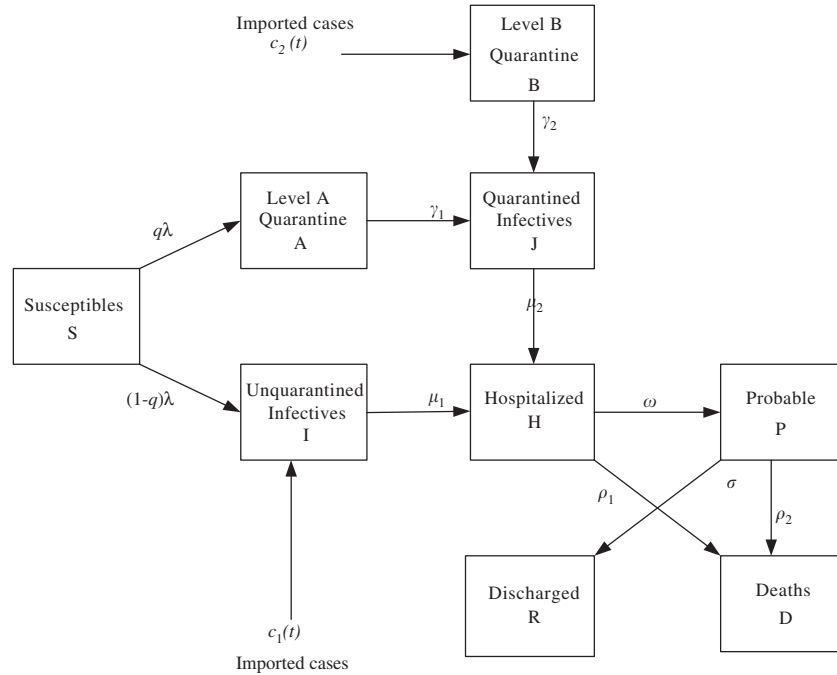 Imported cases
c₂(t)
Level B
Quarantine
B
γ₂
Level A
Quarantine
A
γ₁
Quarantined
Infectives
J
qλ
Susceptibles
S
μ₂
(1-q)λ
Unquarantined
Infectives
I
μ₁
Hospitalized
H
ω
Probable
P
ρ₁
σ
ρ₂
Discharged
R
Deaths
D
c₁(t)
Imported cases